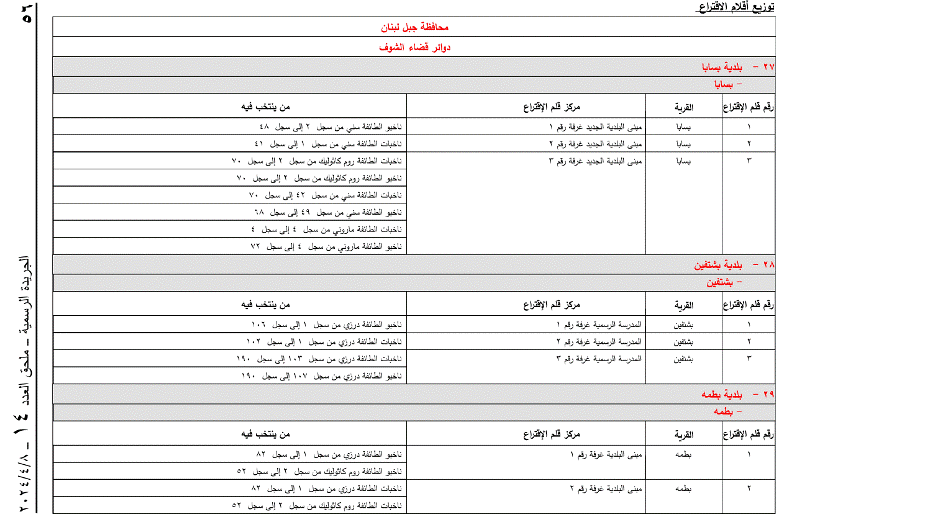 توزيع أقلام الاقتراع
٥٦
محافظة جبل لبنان
دوائر قضاء الشوف
٢٧ - بلدية بسابا
- بسابا
رقم قلم الإقتراع القرية مركز قلم الإقتراع من ينتخب فيه
١ بسابا مبنى البلدية الجديد غرفة رقم ١ ناخبو الطائفة سني من سجل ٢ إلى سجل ٤٨
٢ بسابا مبنى البلدية الجديد غرفة رقم ٢ ناخبات الطائفة سني من سجل ١ إلى سجل ٤١
٣ بسابا مبنى البلدية الجديد غرفة رقم ٣ ناخبات الطائفة روم كاثوليك من سجل ٢ إلى سجل ٧٠
ناخبو الطائفة روم كاثوليك من سجل ٢ إلى سجل ٧٠
ناخبات الطائفة سني من سجل ٤٢ إلى سجل ٧٠
ناخبو الطائفة سني من سجل ٤٩ إلى سجل ٦٨
ناخبات الطائفة ماروني من سجل ٤ إلى سجل ٤
ناخبو الطائفة ماروني من سجل ٤ إلى سجل ٧٢
٢٨ - بلدية بشتفين
- بشتفين
رقم قلم الإقتراع القرية مركز قلم الإقتراع من ينتخب فيه
١ بشتفين المدرسة الرسمية غرفة رقم ١ ناخبو الطائفة درزي من سجل ١ إلى سجل ١٠٦
٢ بشتفين المدرسة الرسمية غرفة رقم ٢ ناخبات الطائفة درزي من سجل ١ إلى سجل ١٠٢
٣ بشتفين المدرسة الرسمية غرفة رقم ٣ ناخبات الطائفة درزي من سجل ١٠٣ إلى سجل ١٩٠
ناخبو الطائفة درزي من سجل ١٠٧ إلى سجل ١٩٠
٢٩ - بلدية بطمه
- بطمه
رقم قلم الإقتراع القرية مركز قلم الإقتراع من ينتخب فيه
١ بطمه مبنى البلدية غرفة رقم ١ ناخبو الطائفة درزي من سجل ١ إلى سجل ٨٢
ناخبو الطائفة روم كاثوليك من سجل ٢ إلى سجل ٥٢
٢ بطمه مبنى البلدية غرفة رقم ٢ ناخبات الطائفة درزي من سجل ١ إلى سجل ٨٢
ناخبات الطائفة روم كاثوليك من سجل ٢ إلى سجل ٥٢
الجريدة الرسمية – ملحق العدد ١٤ – ٢٠٢٤/٤/٨